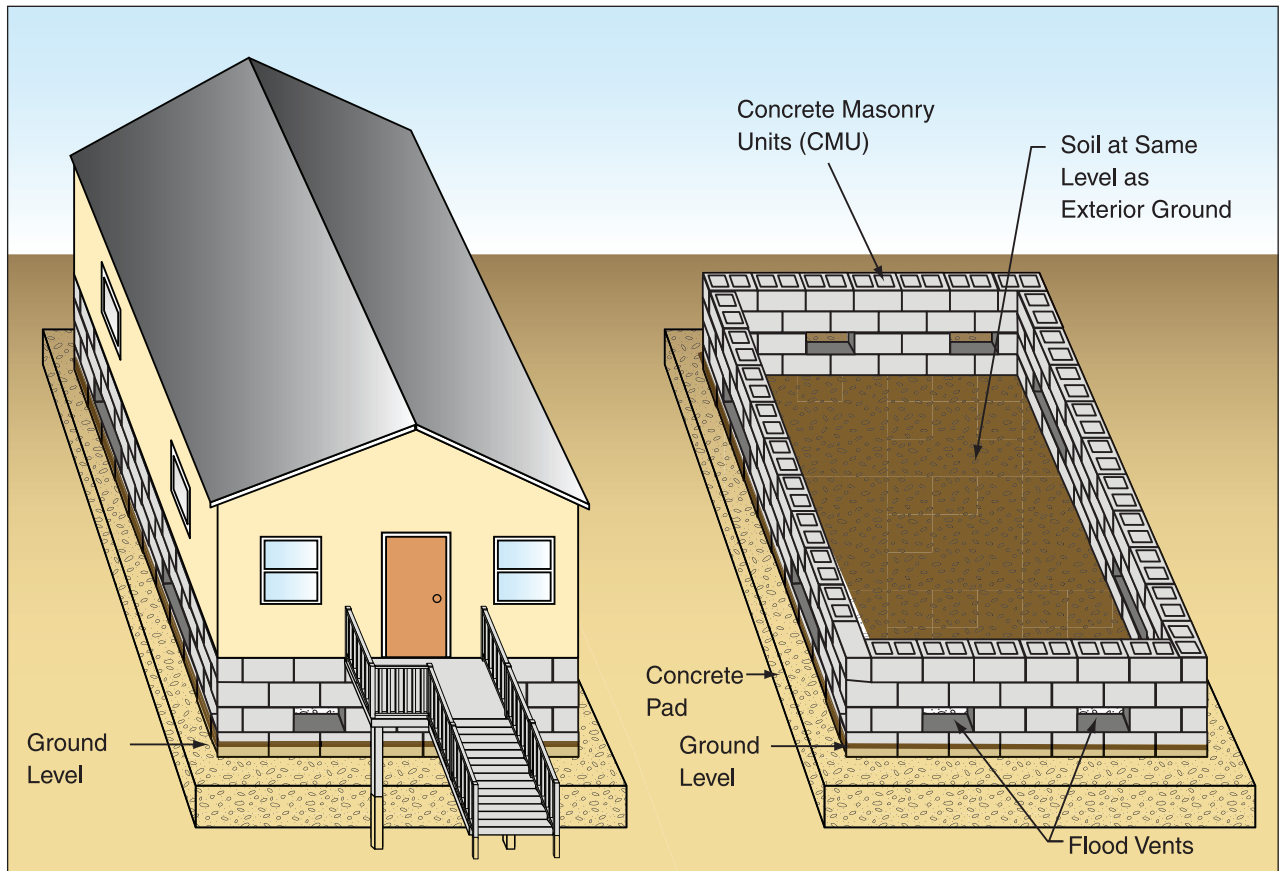 Concrete Masonry
Units (CMU)
Soil at Same
Level as
Exterior Ground
Concrete
Pad
Ground
Level
Ground
Level
Flood Vents